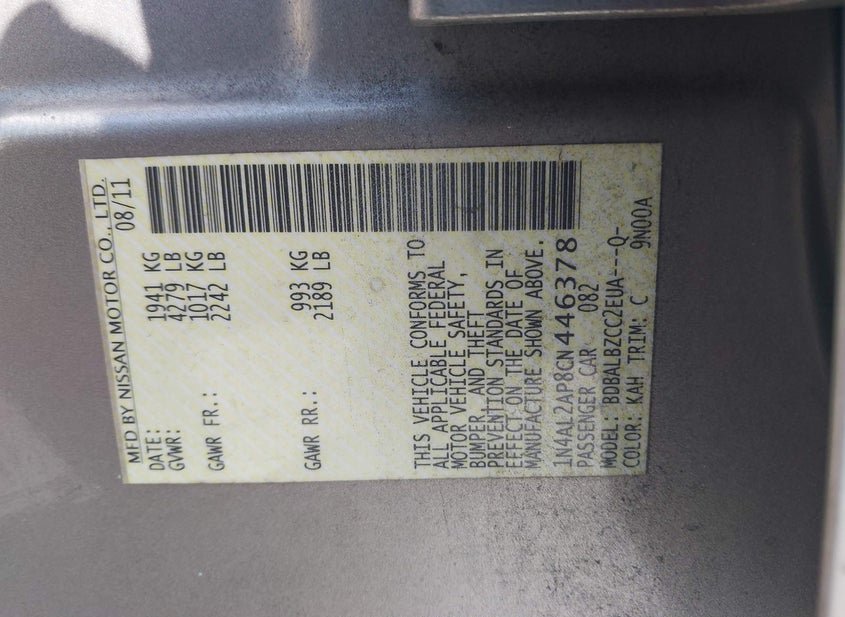 MFD BY NISSAN MOTOR CO., LTD.
DATE: 08/11
GVWR: 1941 KG
4279 LB
GAWR FR.: 1017 KG
2242 LB
GAWR RR.: 993 KG
2189 LB
THIS VEHICLE CONFORMS TO
ALL APPLICABLE FEDERAL
MOTOR VEHICLE SAFETY,
BUMPER, AND THEFT
PREVENTION STANDARDS IN
EFFECT ON THE DATE OF
MANUFACTURE SHOWN ABOVE.
1N4AL2AP8CN446378
PASSENGER CAR 082
MODEL: BDBALBZCC2EUA---Q-
COLOR: KAH TRIM: C 9N00A